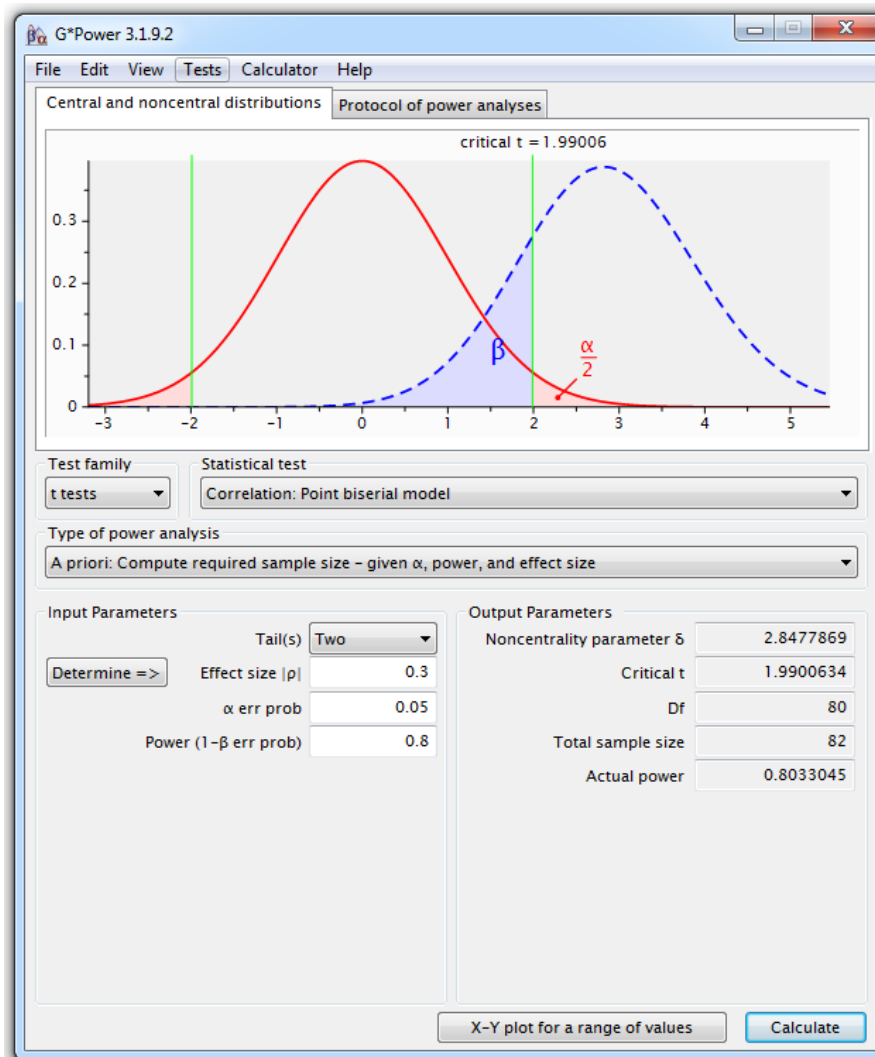 G*Power 3.1.9.2
File Edit View Tests Calculator Help
Central and noncentral distributions Protocol of power analyses
critical t = 1.99006
0.3
0.2
0.1
0
β
α
2
-3 -2 -1 0 1 2 3 4 5
Test family Statistical test
t tests Correlation: Point biserial model
Type of power analysis
A priori: Compute required sample size – given α, power, and effect size
Input Parameters Output Parameters
Tail(s) Two Noncentrality parameter δ 2.8477869
Determine => Effect size |ρ| 0.3 Critical t 1.9900634
α err prob 0.05 Df 80
Power (1-β err prob) 0.8 Total sample size 82
Actual power 0.8033045
X-Y plot for a range of values Calculate